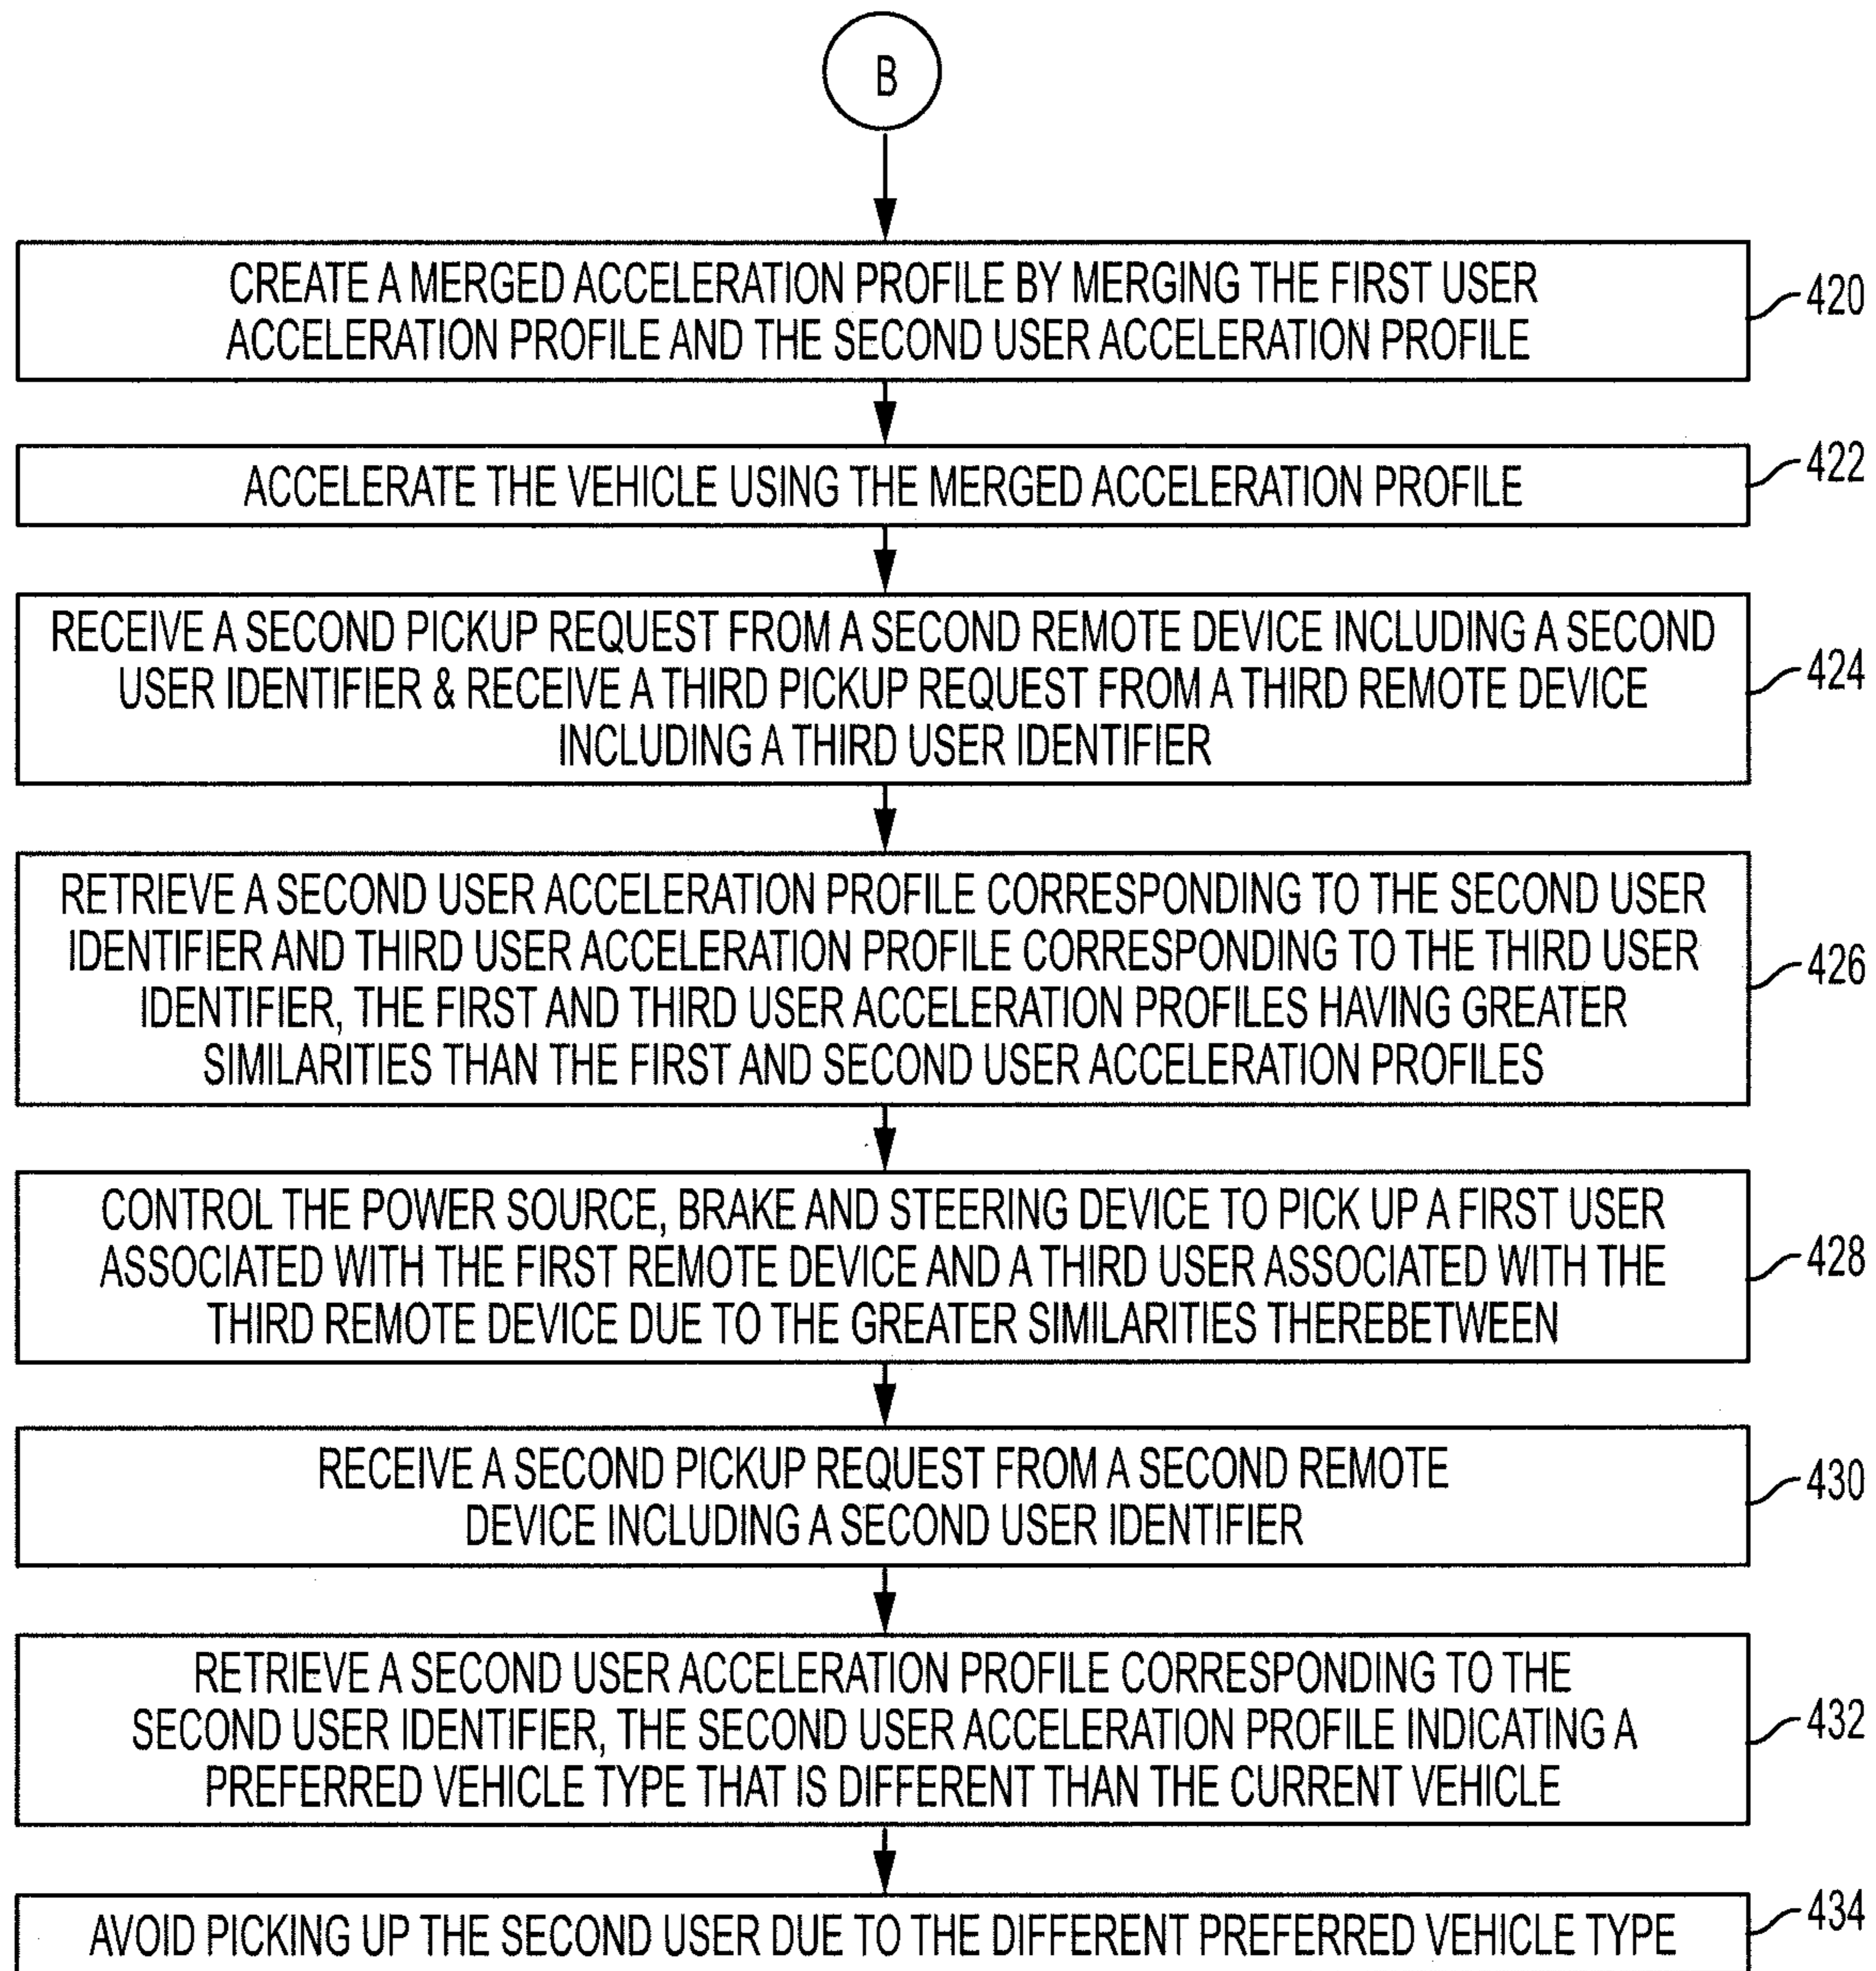 B
CREATE A MERGED ACCELERATION PROFILE BY MERGING THE FIRST USER
ACCELERATION PROFILE AND THE SECOND USER ACCELERATION PROFILE
420
ACCELERATE THE VEHICLE USING THE MERGED ACCELERATION PROFILE
422
RECEIVE A SECOND PICKUP REQUEST FROM A SECOND REMOTE DEVICE INCLUDING A SECOND
USER IDENTIFIER & RECEIVE A THIRD PICKUP REQUEST FROM A THIRD REMOTE DEVICE
INCLUDING A THIRD USER IDENTIFIER
424
RETRIEVE A SECOND USER ACCELERATION PROFILE CORRESPONDING TO THE SECOND USER
IDENTIFIER AND THIRD USER ACCELERATION PROFILE CORRESPONDING TO THE THIRD USER
IDENTIFIER, THE FIRST AND THIRD USER ACCELERATION PROFILES HAVING GREATER
SIMILARITIES THAN THE FIRST AND SECOND USER ACCELERATION PROFILES
426
CONTROL THE POWER SOURCE, BRAKE AND STEERING DEVICE TO PICK UP A FIRST USER
ASSOCIATED WITH THE FIRST REMOTE DEVICE AND A THIRD USER ASSOCIATED WITH THE
THIRD REMOTE DEVICE DUE TO THE GREATER SIMILARITIES THEREBETWEEN
428
RECEIVE A SECOND PICKUP REQUEST FROM A SECOND REMOTE
DEVICE INCLUDING A SECOND USER IDENTIFIER
430
RETRIEVE A SECOND USER ACCELERATION PROFILE CORRESPONDING TO THE
SECOND USER IDENTIFIER, THE SECOND USER ACCELERATION PROFILE INDICATING A
PREFERRED VEHICLE TYPE THAT IS DIFFERENT THAN THE CURRENT VEHICLE
432
AVOID PICKING UP THE SECOND USER DUE TO THE DIFFERENT PREFERRED VEHICLE TYPE
434